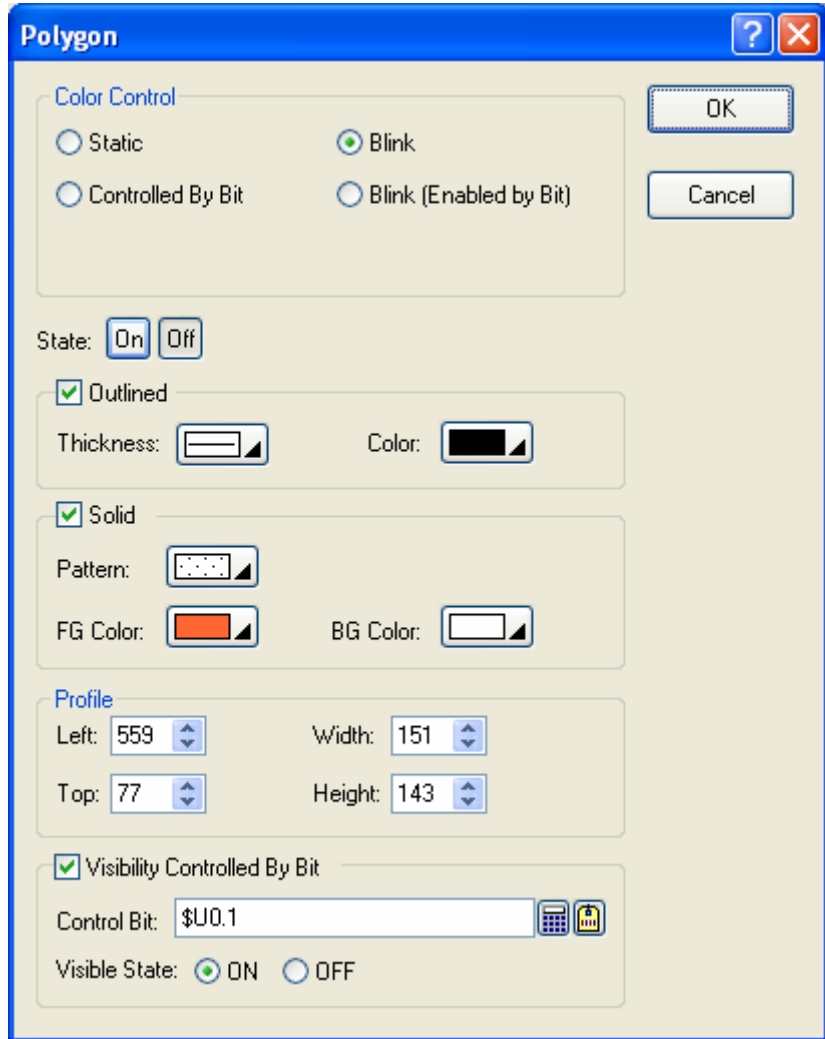 Polygon
Color Control
OK
Static
Blink
Controlled By Bit
Blink (Enabled by Bit)
Cancel
State: On Off
Outlined
Thickness:
Color:
Solid
Pattern:
FG Color:
BG Color:
Profile
Left: 559
Width: 151
Top: 77
Height: 143
Visibility Controlled By Bit
Control Bit: $U0.1
Visible State: ON OFF